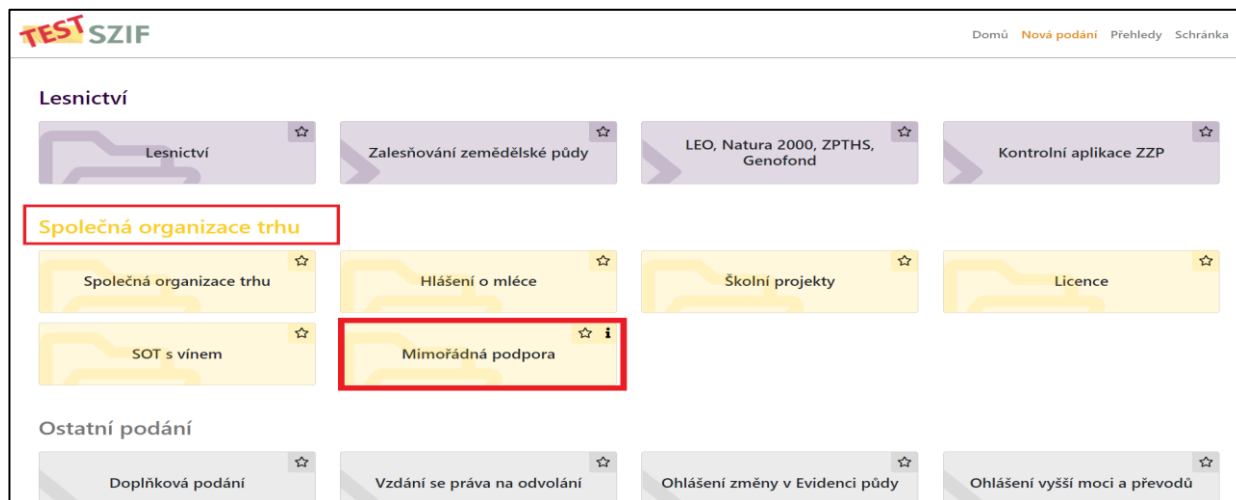 TEST SZIF
Domů Nová podání Přehledy Schránka
Lesnictví
Lesnictví
Zalesňování zemědělské půdy
LEO, Natura 2000, ZPTHS,
Genofond
Kontrolní aplikace ZZP
Společná organizace trhu
Společná organizace trhu
Hlášení o mléce
Školní projekty
Licence
SOT s vínem
Mimořádná podpora
Ostatní podání
Doplňková podání
Vzdání se práva na odvolání
Ohlášení změny v Evidenci půdy
Ohlášení vyšší moci a převodů